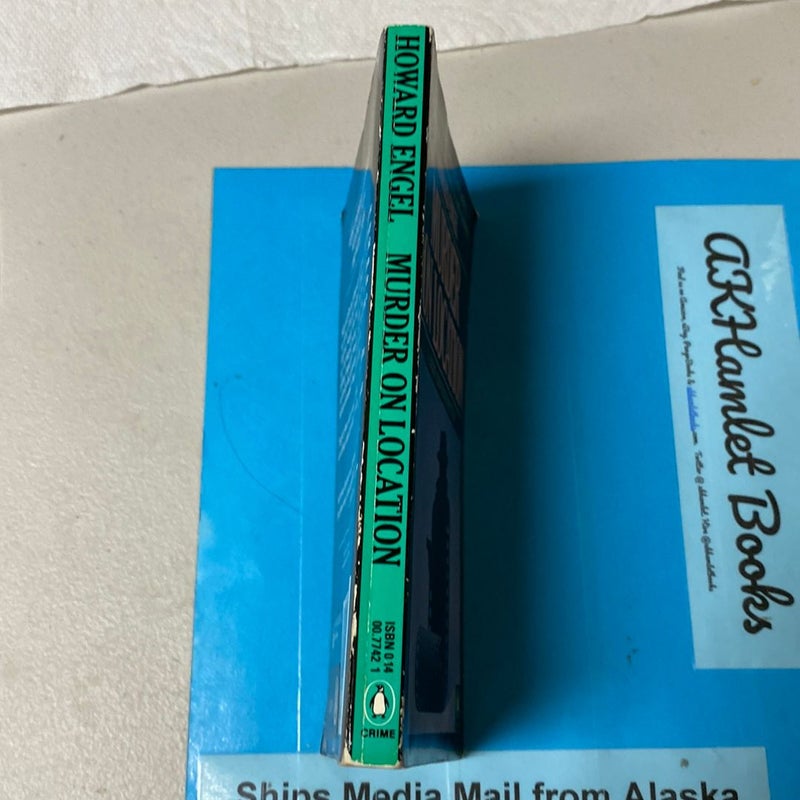 HOWARD ENGEL MURDER ON LOCATION
ISBN 0 14
00.7742 1
CRIME
AKHamlet Books
Ships Media Mail from Alaska